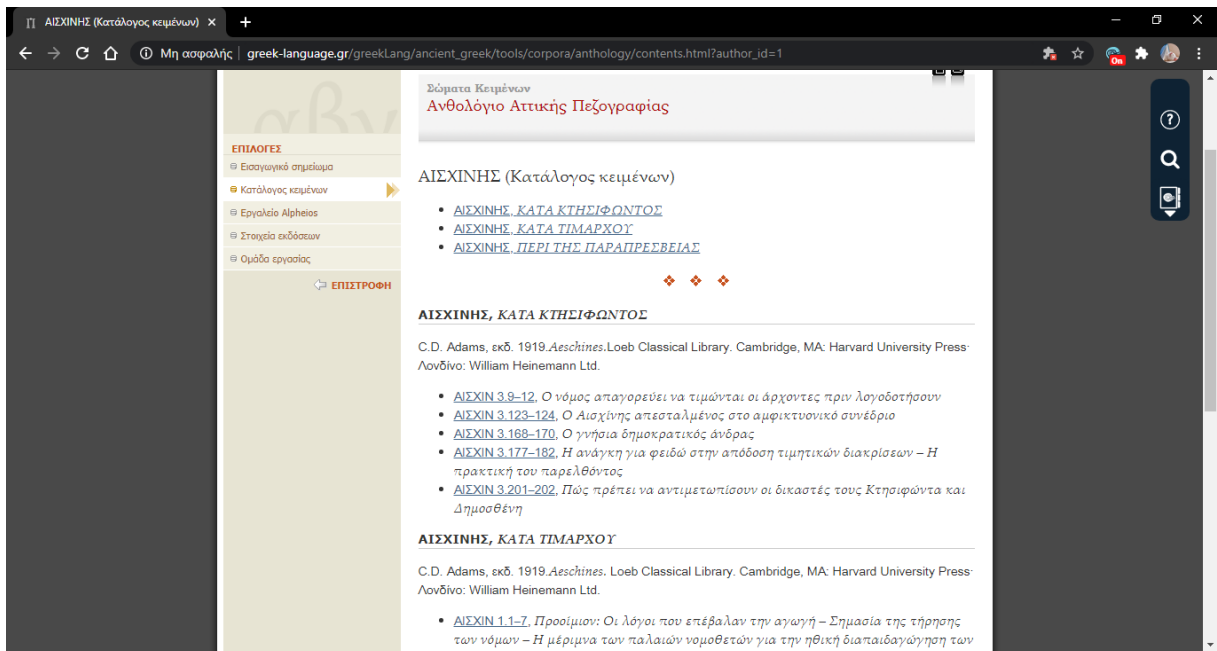 ΑΙΣΧΙΝΗΣ (Κατάλογος κειμένων)
Μη ασφαλής | greek-language.gr/greekLang/ancient_greek/tools/corpora/anthology/contents.html?author_id=1
On
αβγ
Σώματα Κειμένων
Ανθολόγιο Αττικής Πεζογραφίας
ΕΠΙΛΟΓΕΣ
Εισαγωγικό σημείωμα
Κατάλογος κειμένων
Εργαλείο Alpheios
Στοιχεία εκδόσεων
Ομάδα εργασίας
ΕΠΙΣΤΡΟΦΗ
ΑΙΣΧΙΝΗΣ (Κατάλογος κειμένων)
ΑΙΣΧΙΝΗΣ, ΚΑΤΑ ΚΤΗΣΙΦΩΝΤΟΣ
ΑΙΣΧΙΝΗΣ, ΚΑΤΑ ΤΙΜΑΡΧΟΥ
ΑΙΣΧΙΝΗΣ, ΠΕΡΙ ΤΗΣ ΠΑΡΑΠΡΕΣΒΕΙΑΣ
ΑΙΣΧΙΝΗΣ, ΚΑΤΑ ΚΤΗΣΙΦΩΝΤΟΣ
C.D. Adams, εκδ. 1919.Aeschines.Loeb Classical Library. Cambridge, MA: Harvard University Press·
Λονδίνο: William Heinemann Ltd.
ΑΙΣΧΙΝ 3.9–12, Ο νόμος απαγορεύει να τιμώνται οι άρχοντες πριν λογοδοτήσουν
ΑΙΣΧΙΝ 3.123–124, Ο Αισχίνης απεσταλμένος στο αμφικτυονικό συνέδριο
ΑΙΣΧΙΝ 3.168–170, Ο γνήσια δημοκρατικός άνδρας
ΑΙΣΧΙΝ 3.177–182, Η ανάγκη για φειδώ στην απόδοση τιμητικών διακρίσεων – Η
πρακτική του παρελθόντος
ΑΙΣΧΙΝ 3.201–202, Πώς πρέπει να αντιμετωπίσουν οι δικαστές τους Κτησιφώντα και
Δημοσθένη
ΑΙΣΧΙΝΗΣ, ΚΑΤΑ ΤΙΜΑΡΧΟΥ
C.D. Adams, εκδ. 1919.Aeschines. Loeb Classical Library. Cambridge, MA: Harvard University Press·
Λονδίνο: William Heinemann Ltd.
ΑΙΣΧΙΝ 1.1–7, Προοίμιον: Οι λόγοι που επέβαλαν την αγωγή – Σημασία της τήρησης
των νόμων – Η μέριμνα των παλαιών νομοθετών για την ηθική διαπαιδαγώγηση των